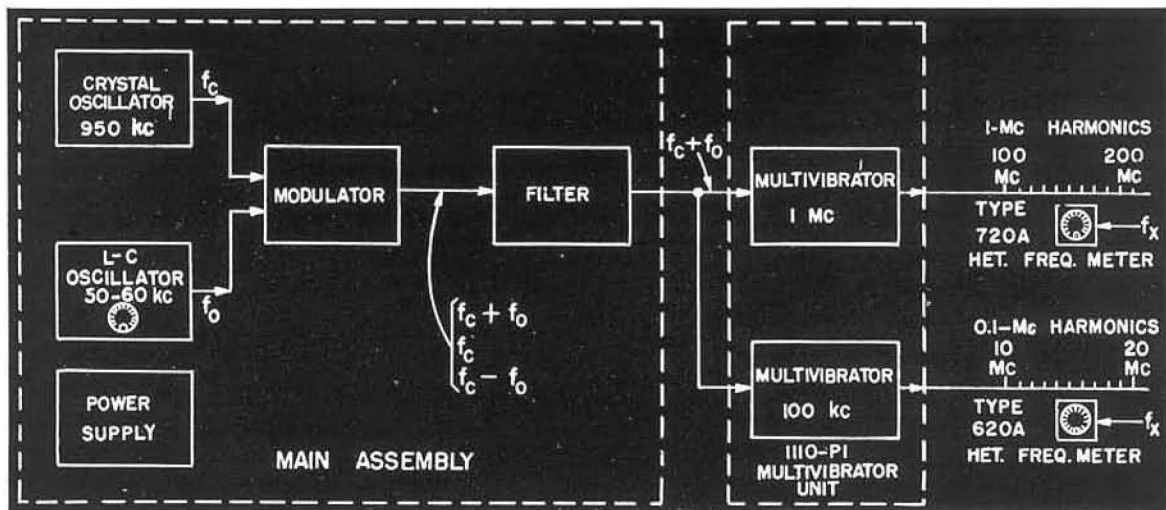 CRYSTAL
OSCILLATOR
950 kc
fc
L-C
OSCILLATOR
50-60 kc
fo
POWER
SUPPLY
MODULATOR
fc + fo
fc
fc - fo
FILTER
MAIN ASSEMBLY
fc+fo
MULTIVIBRATOR
1 Mc
MULTIVIBRATOR
100 kc
1110-P1
MULTIVIBRATOR
UNIT
1-Mc HARMONICS
100 200
Mc Mc
TYPE
720A
fx
HET. FREQ. METER
0.1-Mc HARMONICS
10 20
Mc Mc
TYPE
620A
fx
HET. FREQ. METER